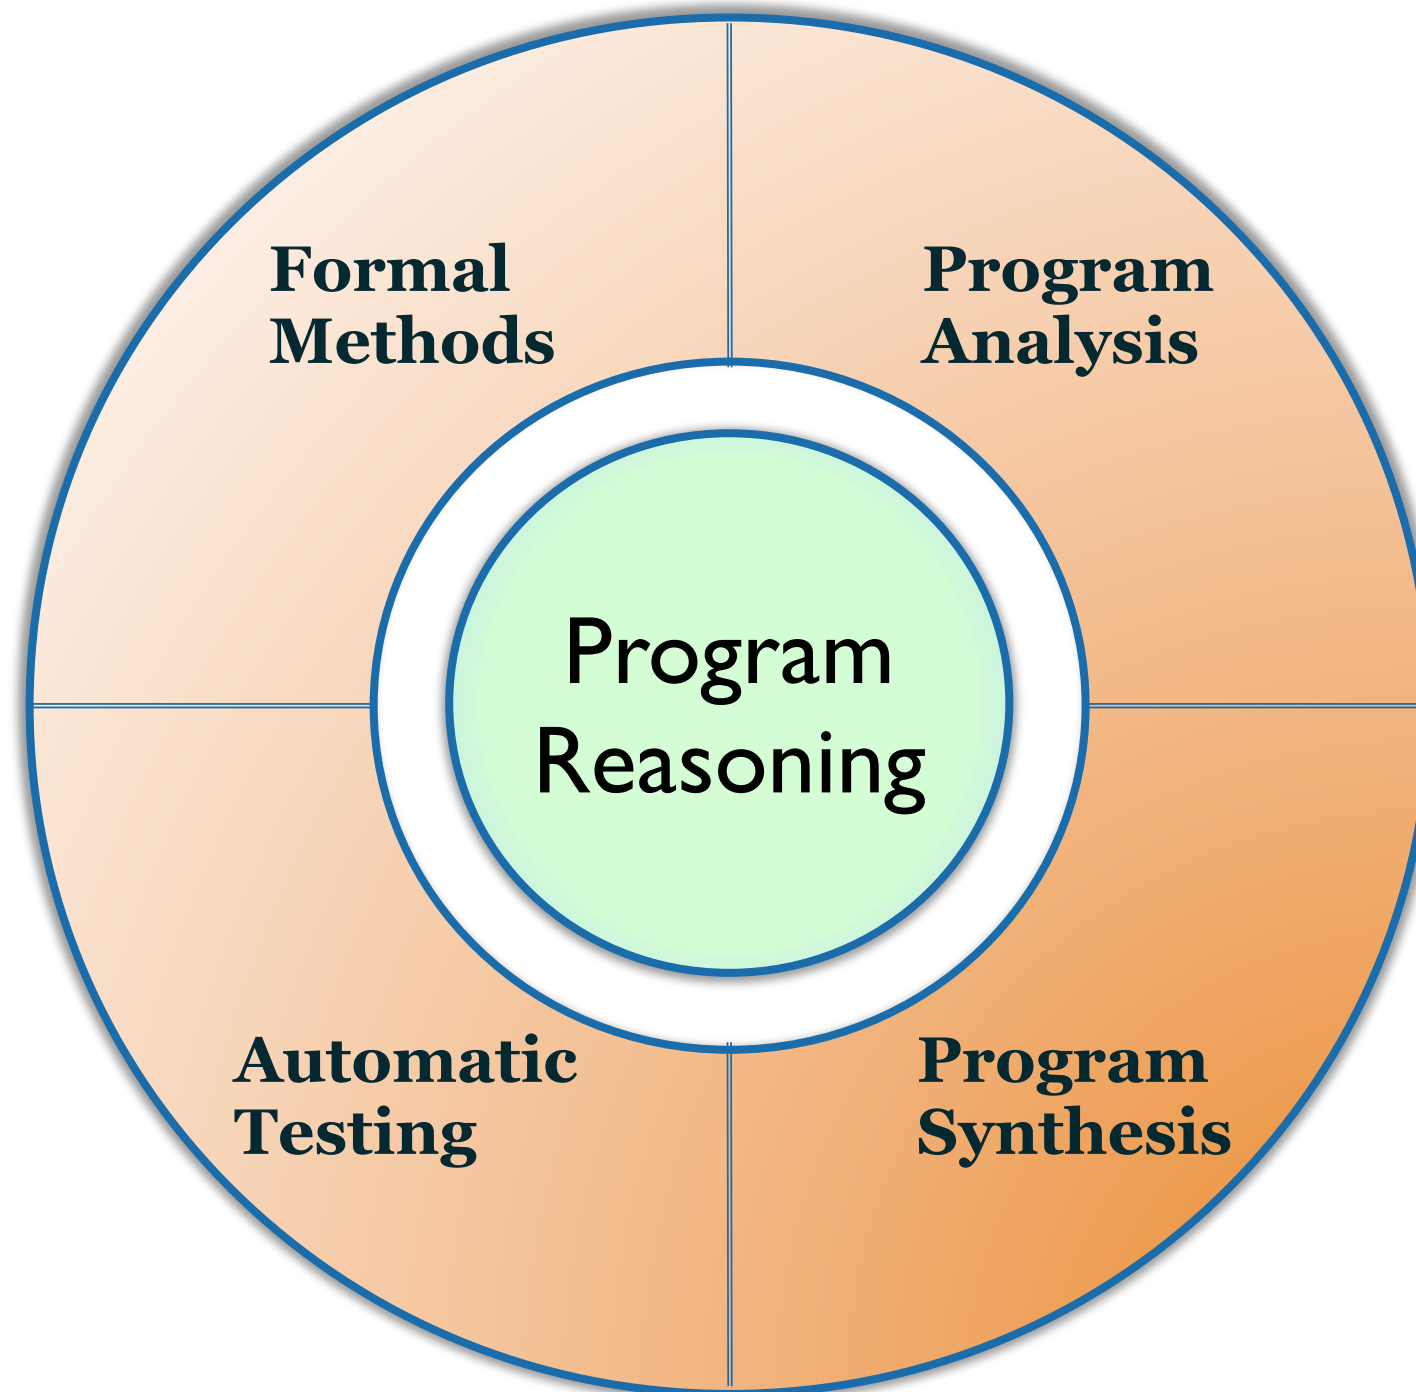 Formal
Methods
Program
Analysis
Program
Reasoning
Automatic
Testing
Program
Synthesis